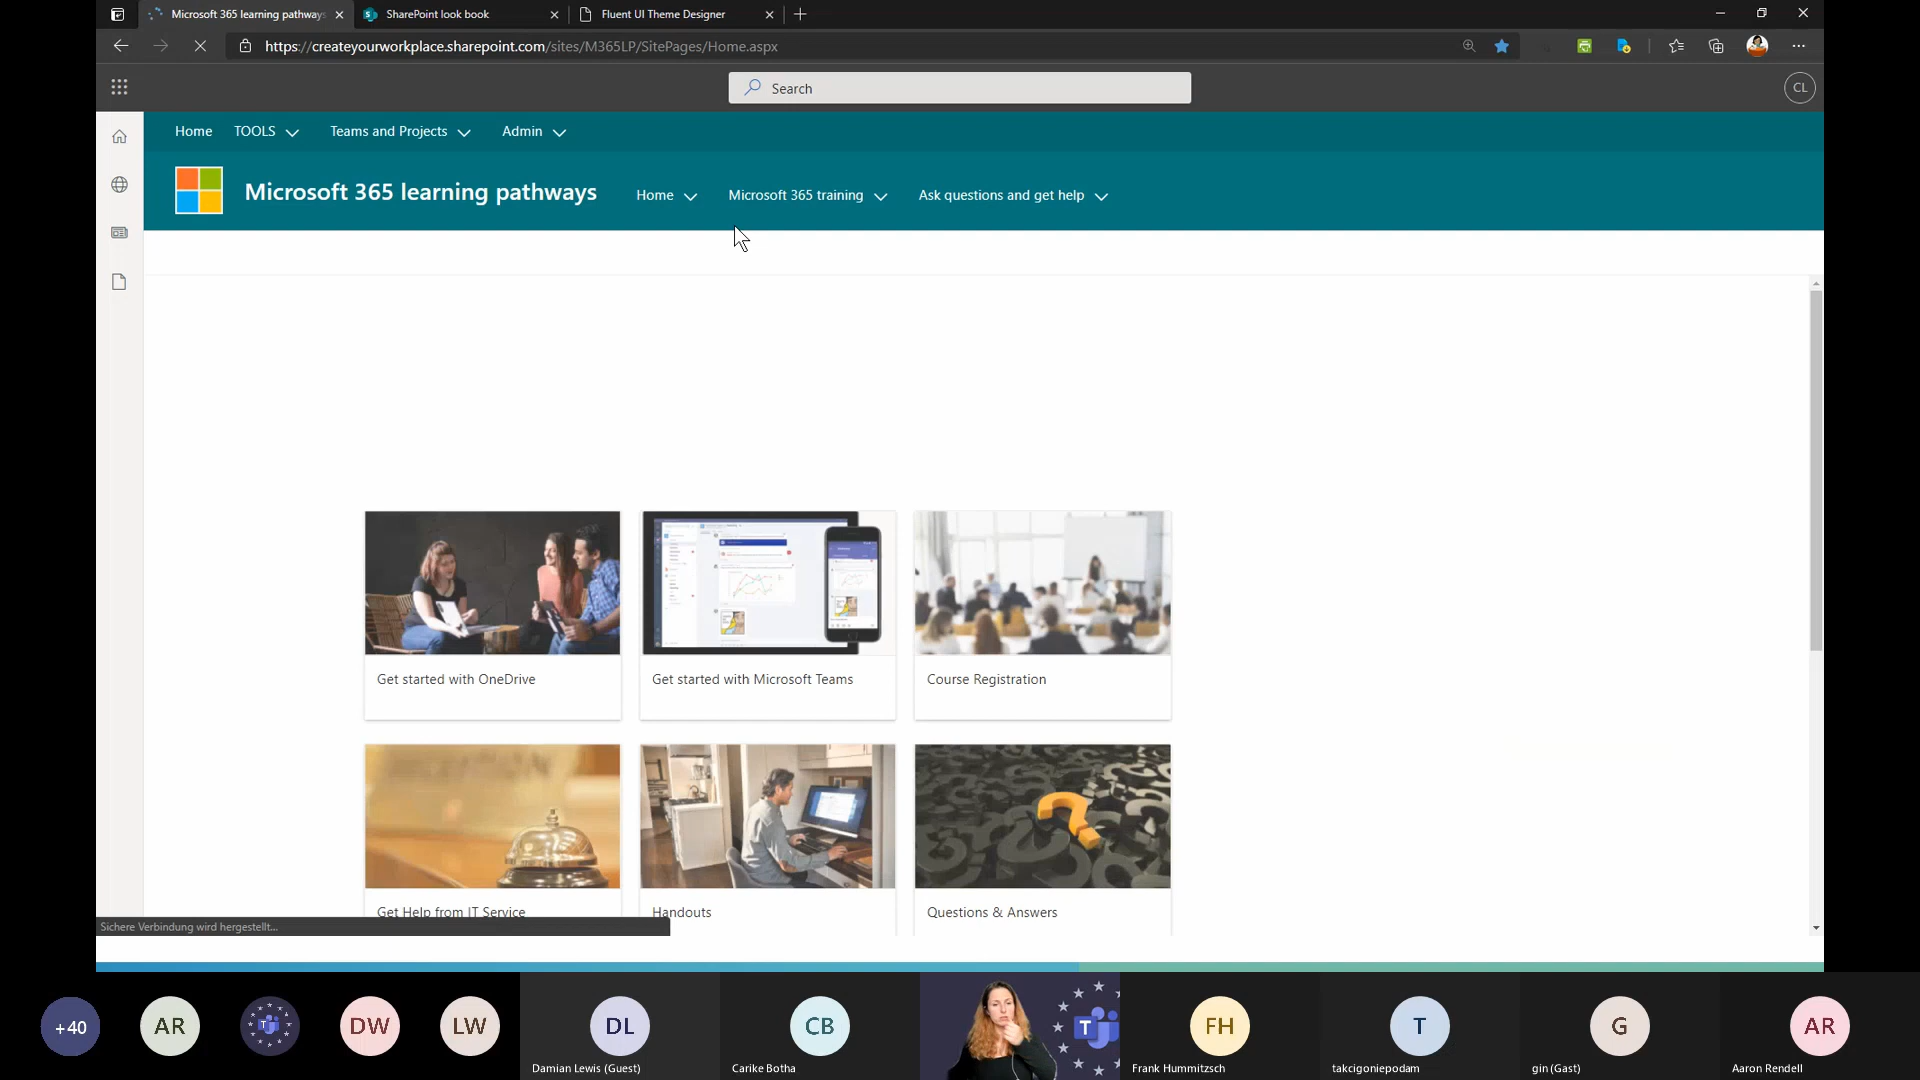 Microsoft 365 learning pathways
SharePoint look book
Fluent UI Theme Designer
https://createyourworkplace.sharepoint.com/sites/M365LP/SitePages/Home.aspx
Search
CL
Home
TOOLS
Teams and Projects
Admin
Microsoft 365 learning pathways
Home
Microsoft 365 training
Ask questions and get help
Get started with OneDrive
Get started with Microsoft Teams
Course Registration
Get Help from IT Service
Handouts
Questions & Answers
Sichere Verbindung wird hergestellt...
+40
AR
T
DW
LW
DL
CB
T
FH
T
G
AR
Damian Lewis (Guest)
Carike Botha
Frank Hummitzsch
takcigoniepodam
gin (Gast)
Aaron Rendell